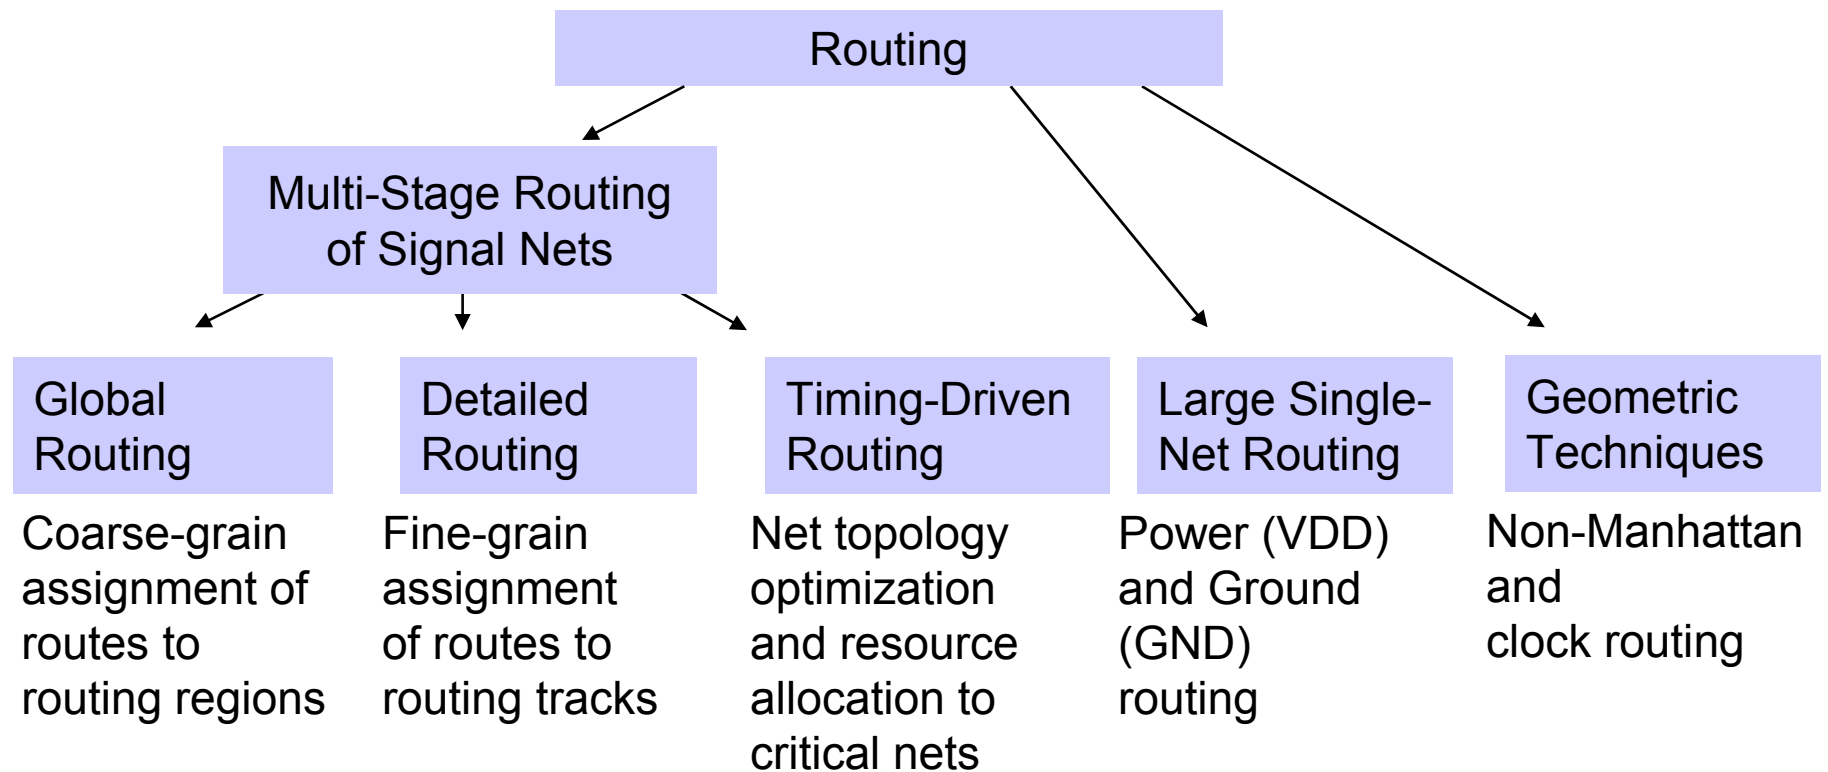 Routing
Multi-Stage Routing
of Signal Nets
Global
Routing
Coarse-grain
assignment of
routes to
routing regions
Detailed
Routing
Fine-grain
assignment
of routes to
routing tracks
Timing-Driven
Routing
Net topology
optimization
and resource
allocation to
critical nets
Large Single-
Net Routing
Power (VDD)
and Ground
(GND)
routing
Geometric
Techniques
Non-Manhattan
and
clock routing